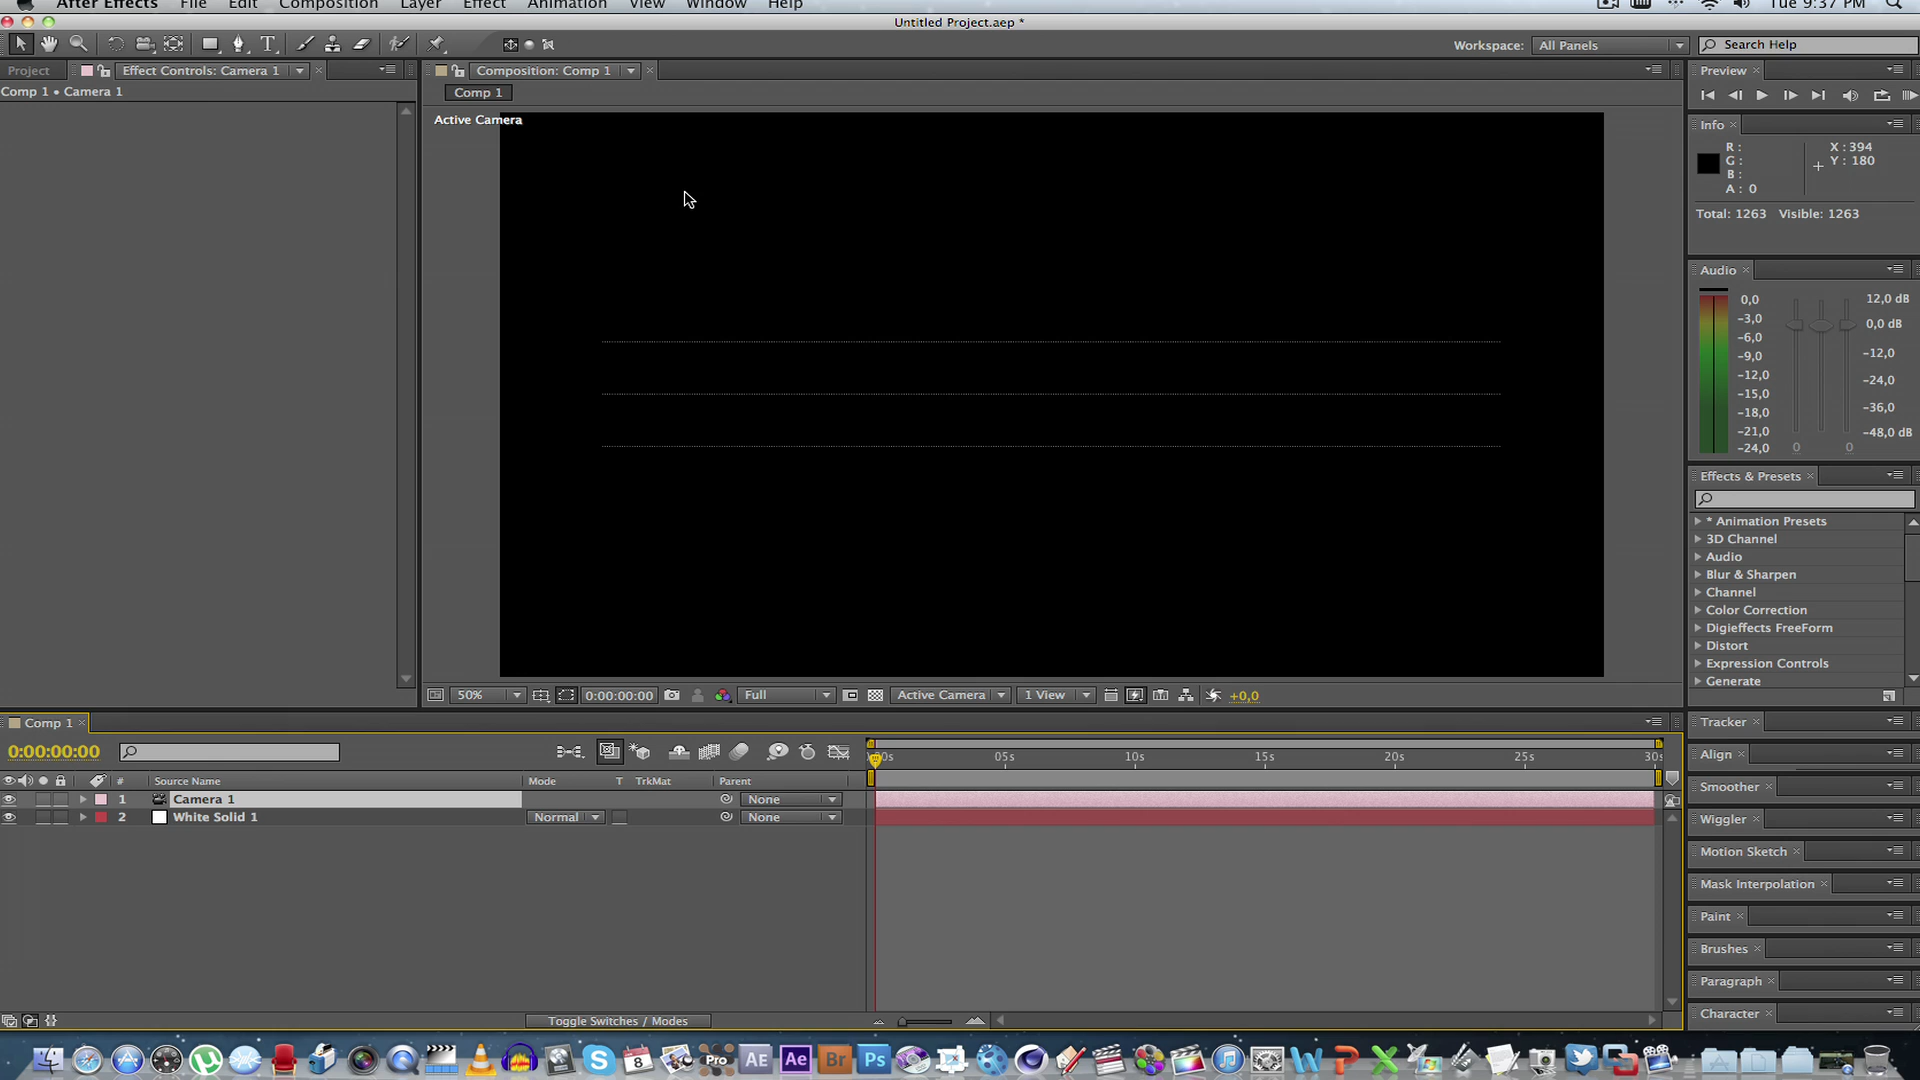 After Effects File Edit Composition Layer Effect Animation View Window Help Tue 9:37 PM
Untitled Project.aep *
Workspace: All Panels Search Help
Project Effect Controls: Camera 1 Composition: Comp 1 Preview
Comp 1 • Camera 1 Comp 1
Active Camera
Info
R :
G :
B :
A : 0
X : 394
Y : 180
Total: 1263 Visible: 1263
Audio
0,0
-3,0
-6,0
-9,0
-12,0
-15,0
-18,0
-21,0
-24,0
12,0 dB
0,0 dB
-12,0
-24,0
-36,0
-48,0 dB
0 0
Effects & Presets
* Animation Presets
3D Channel
Audio
Blur & Sharpen
Channel
Color Correction
Digieffects FreeForm
Distort
Expression Controls
Generate
50% 0:00:00:00 Full Active Camera 1 View +0,0
Comp 1
0:00:00:00
00s 05s 10s 15s 20s 25s 30s
# Source Name Mode T TrkMat Parent
1 Camera 1 None
2 White Solid 1 Normal None
Toggle Switches / Modes
Tracker
Align
Smoother
Wiggler
Motion Sketch
Mask Interpolation
Paint
Brushes
Paragraph
Character
8 Pro AE Ae Br Ps